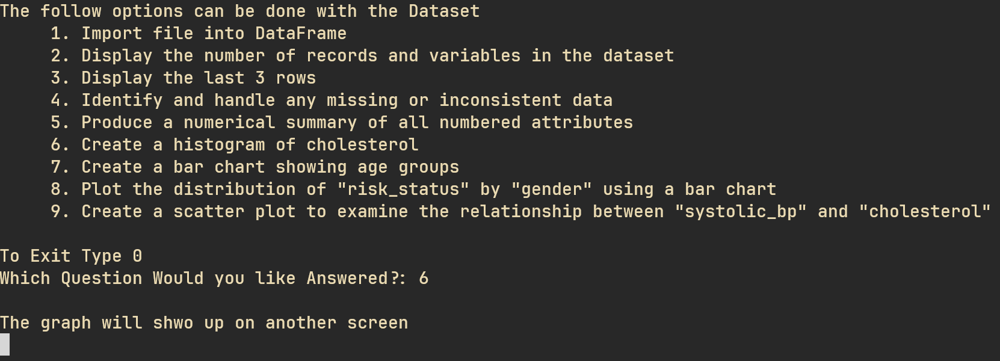 The follow options can be done with the Dataset
1. Import file into DataFrame
2. Display the number of records and variables in the dataset
3. Display the last 3 rows
4. Identify and handle any missing or inconsistent data
5. Produce a numerical summary of all numbered attributes
6. Create a histogram of cholesterol
7. Create a bar chart showing age groups
8. Plot the distribution of "risk_status" by "gender" using a bar chart
9. Create a scatter plot to examine the relationship between "systolic_bp" and "cholesterol"
To Exit Type 0
Which Question Would you like Answered?: 6
The graph will shwo up on another screen